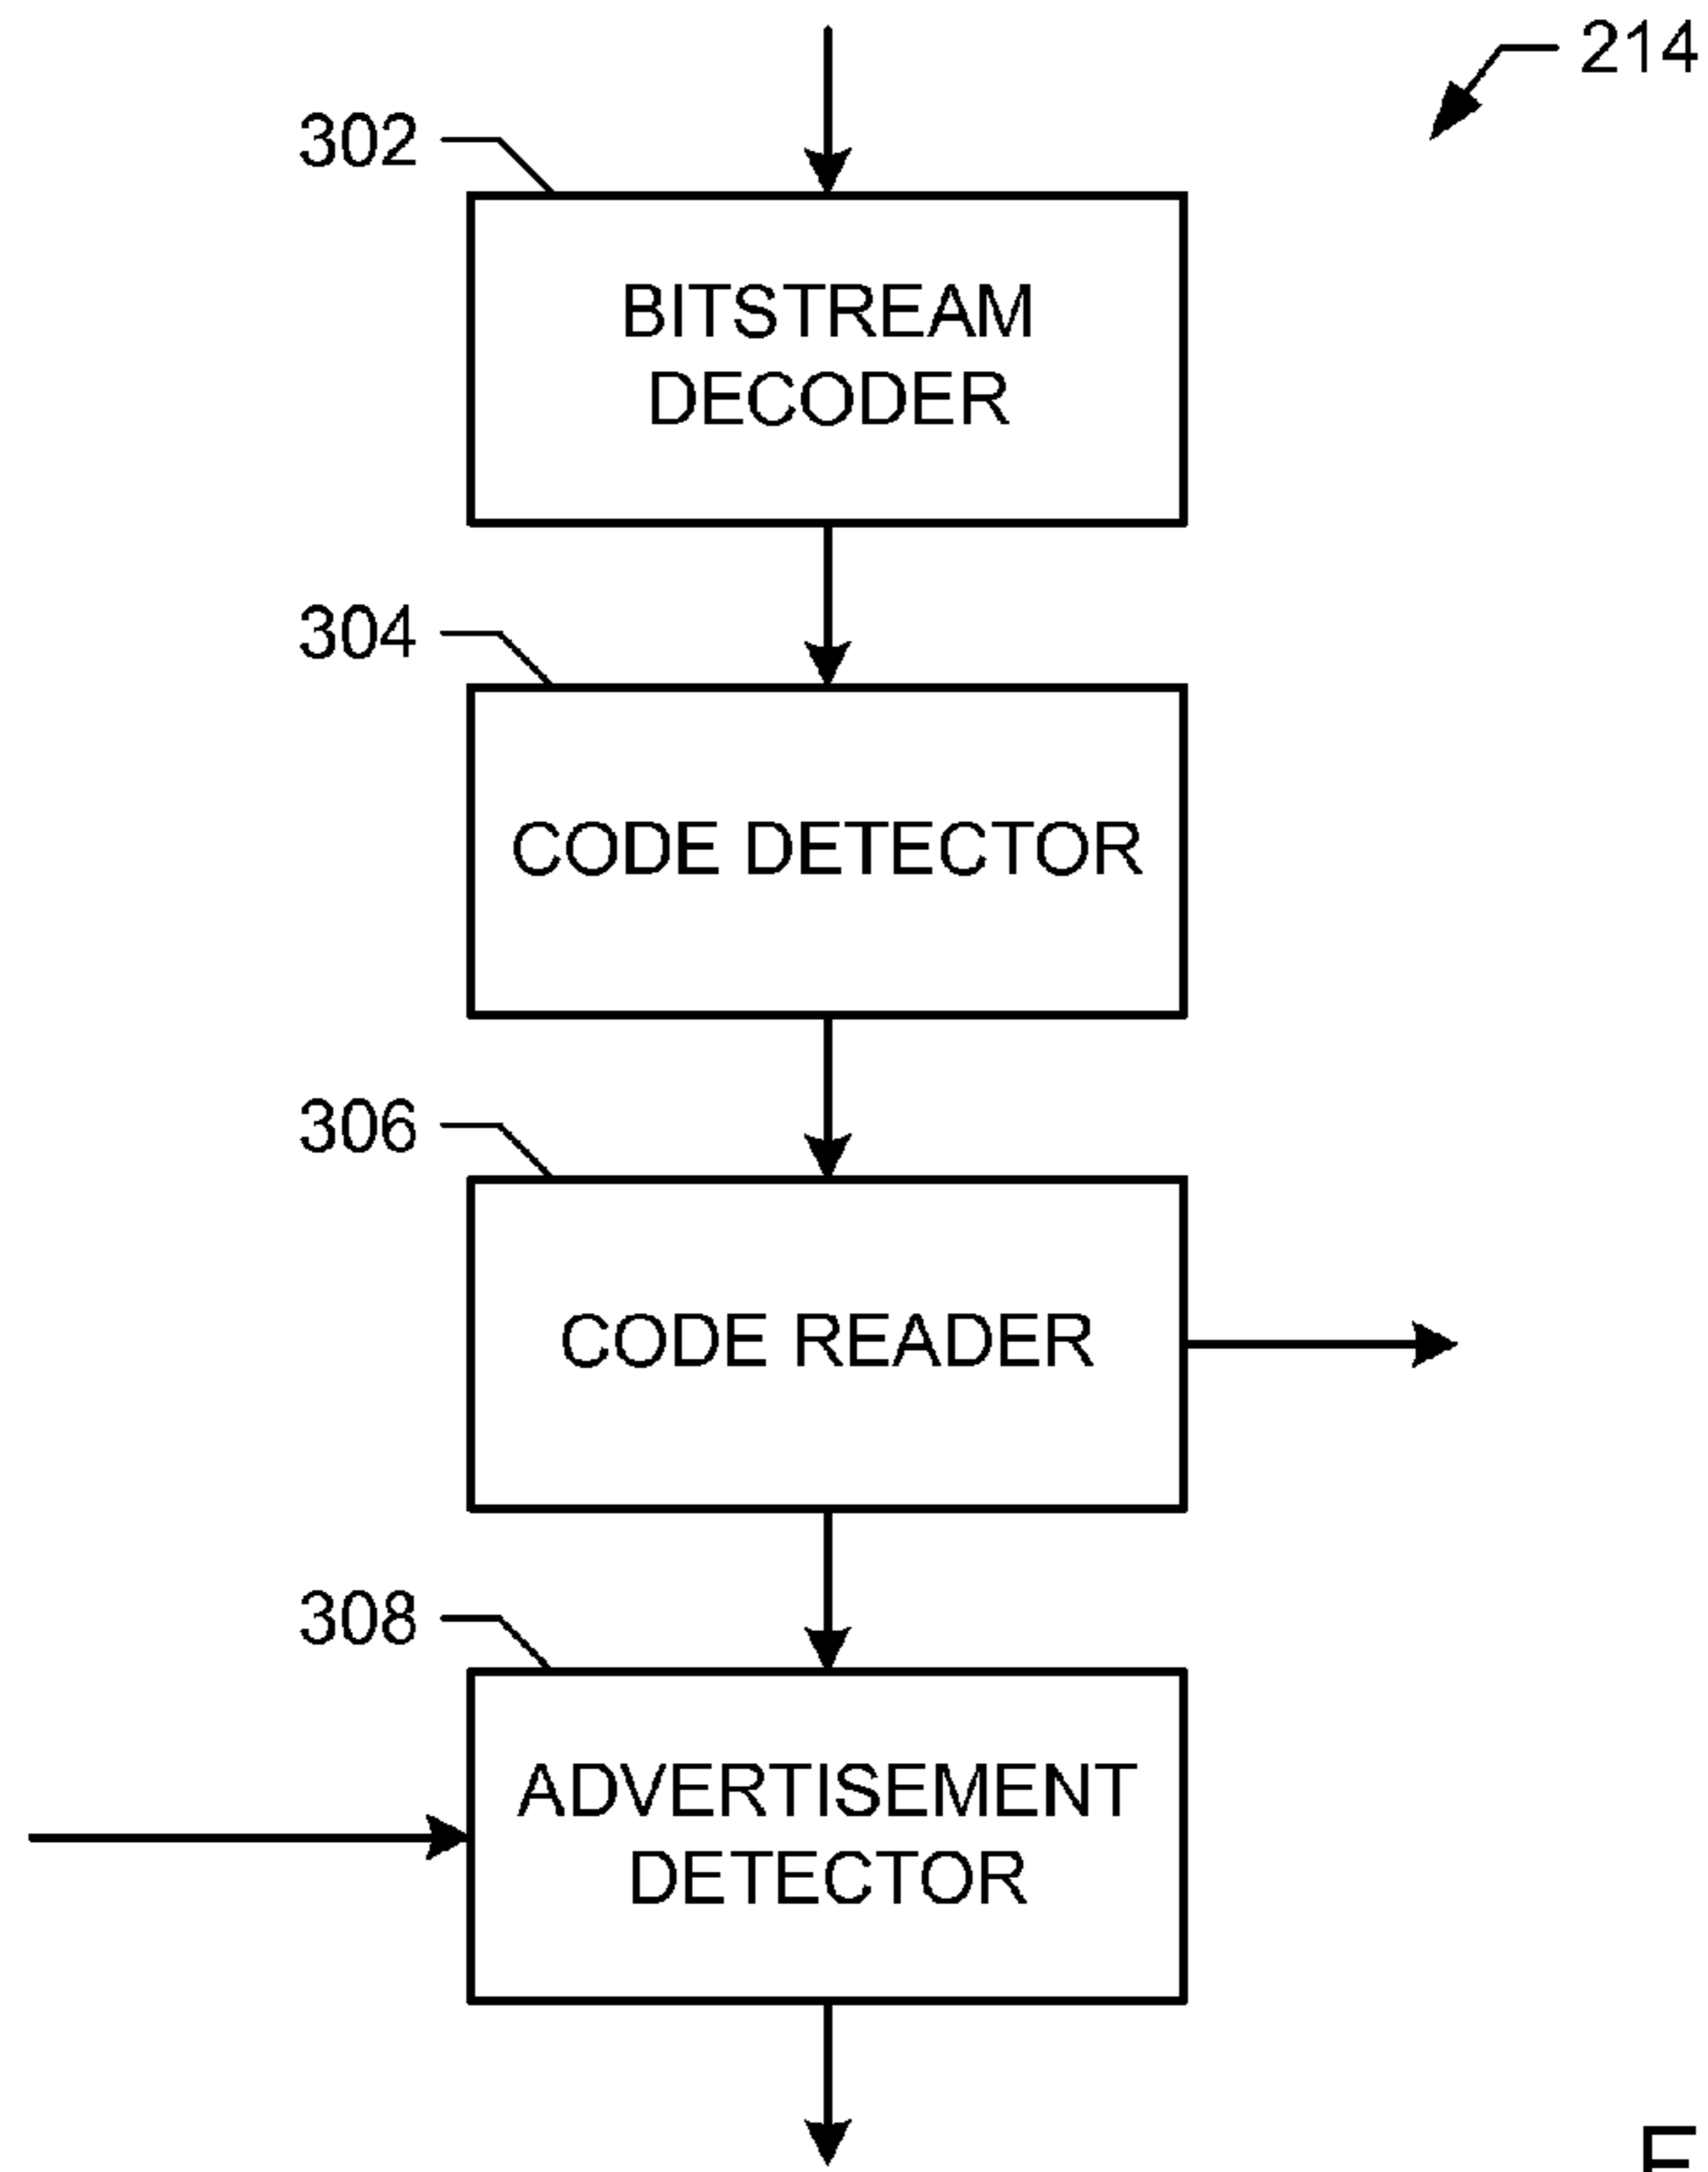 214
302
BITSTREAM
DECODER
304
CODE DETECTOR
306
CODE READER
308
ADVERTISEMENT
DETECTOR